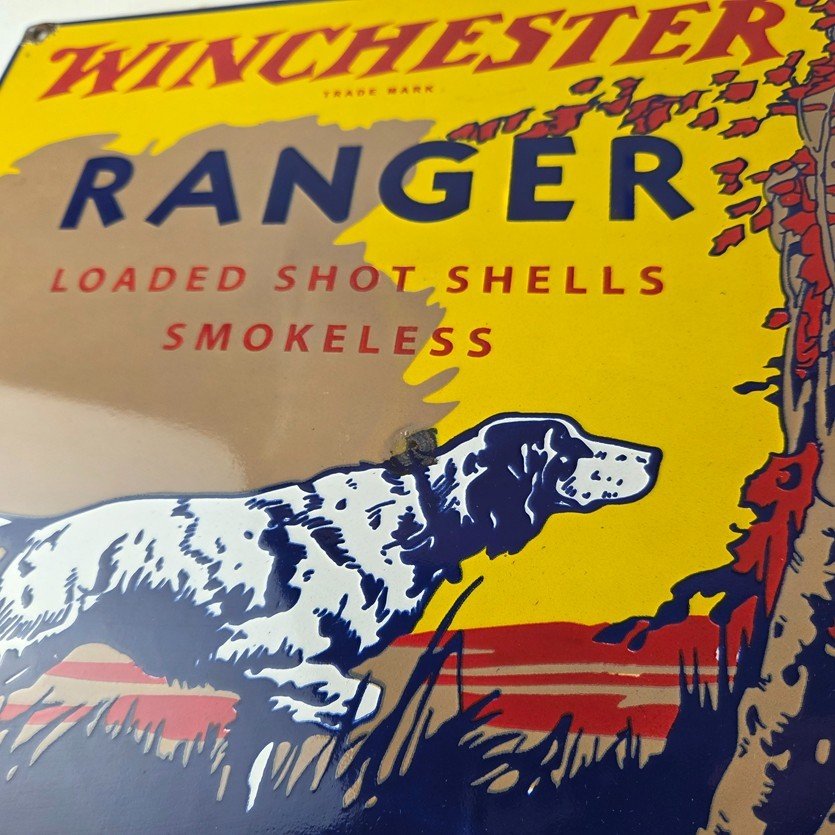 WINCHESTER
TRADE MARK
RANGER
LOADED SHOT SHELLS
SMOKELESS